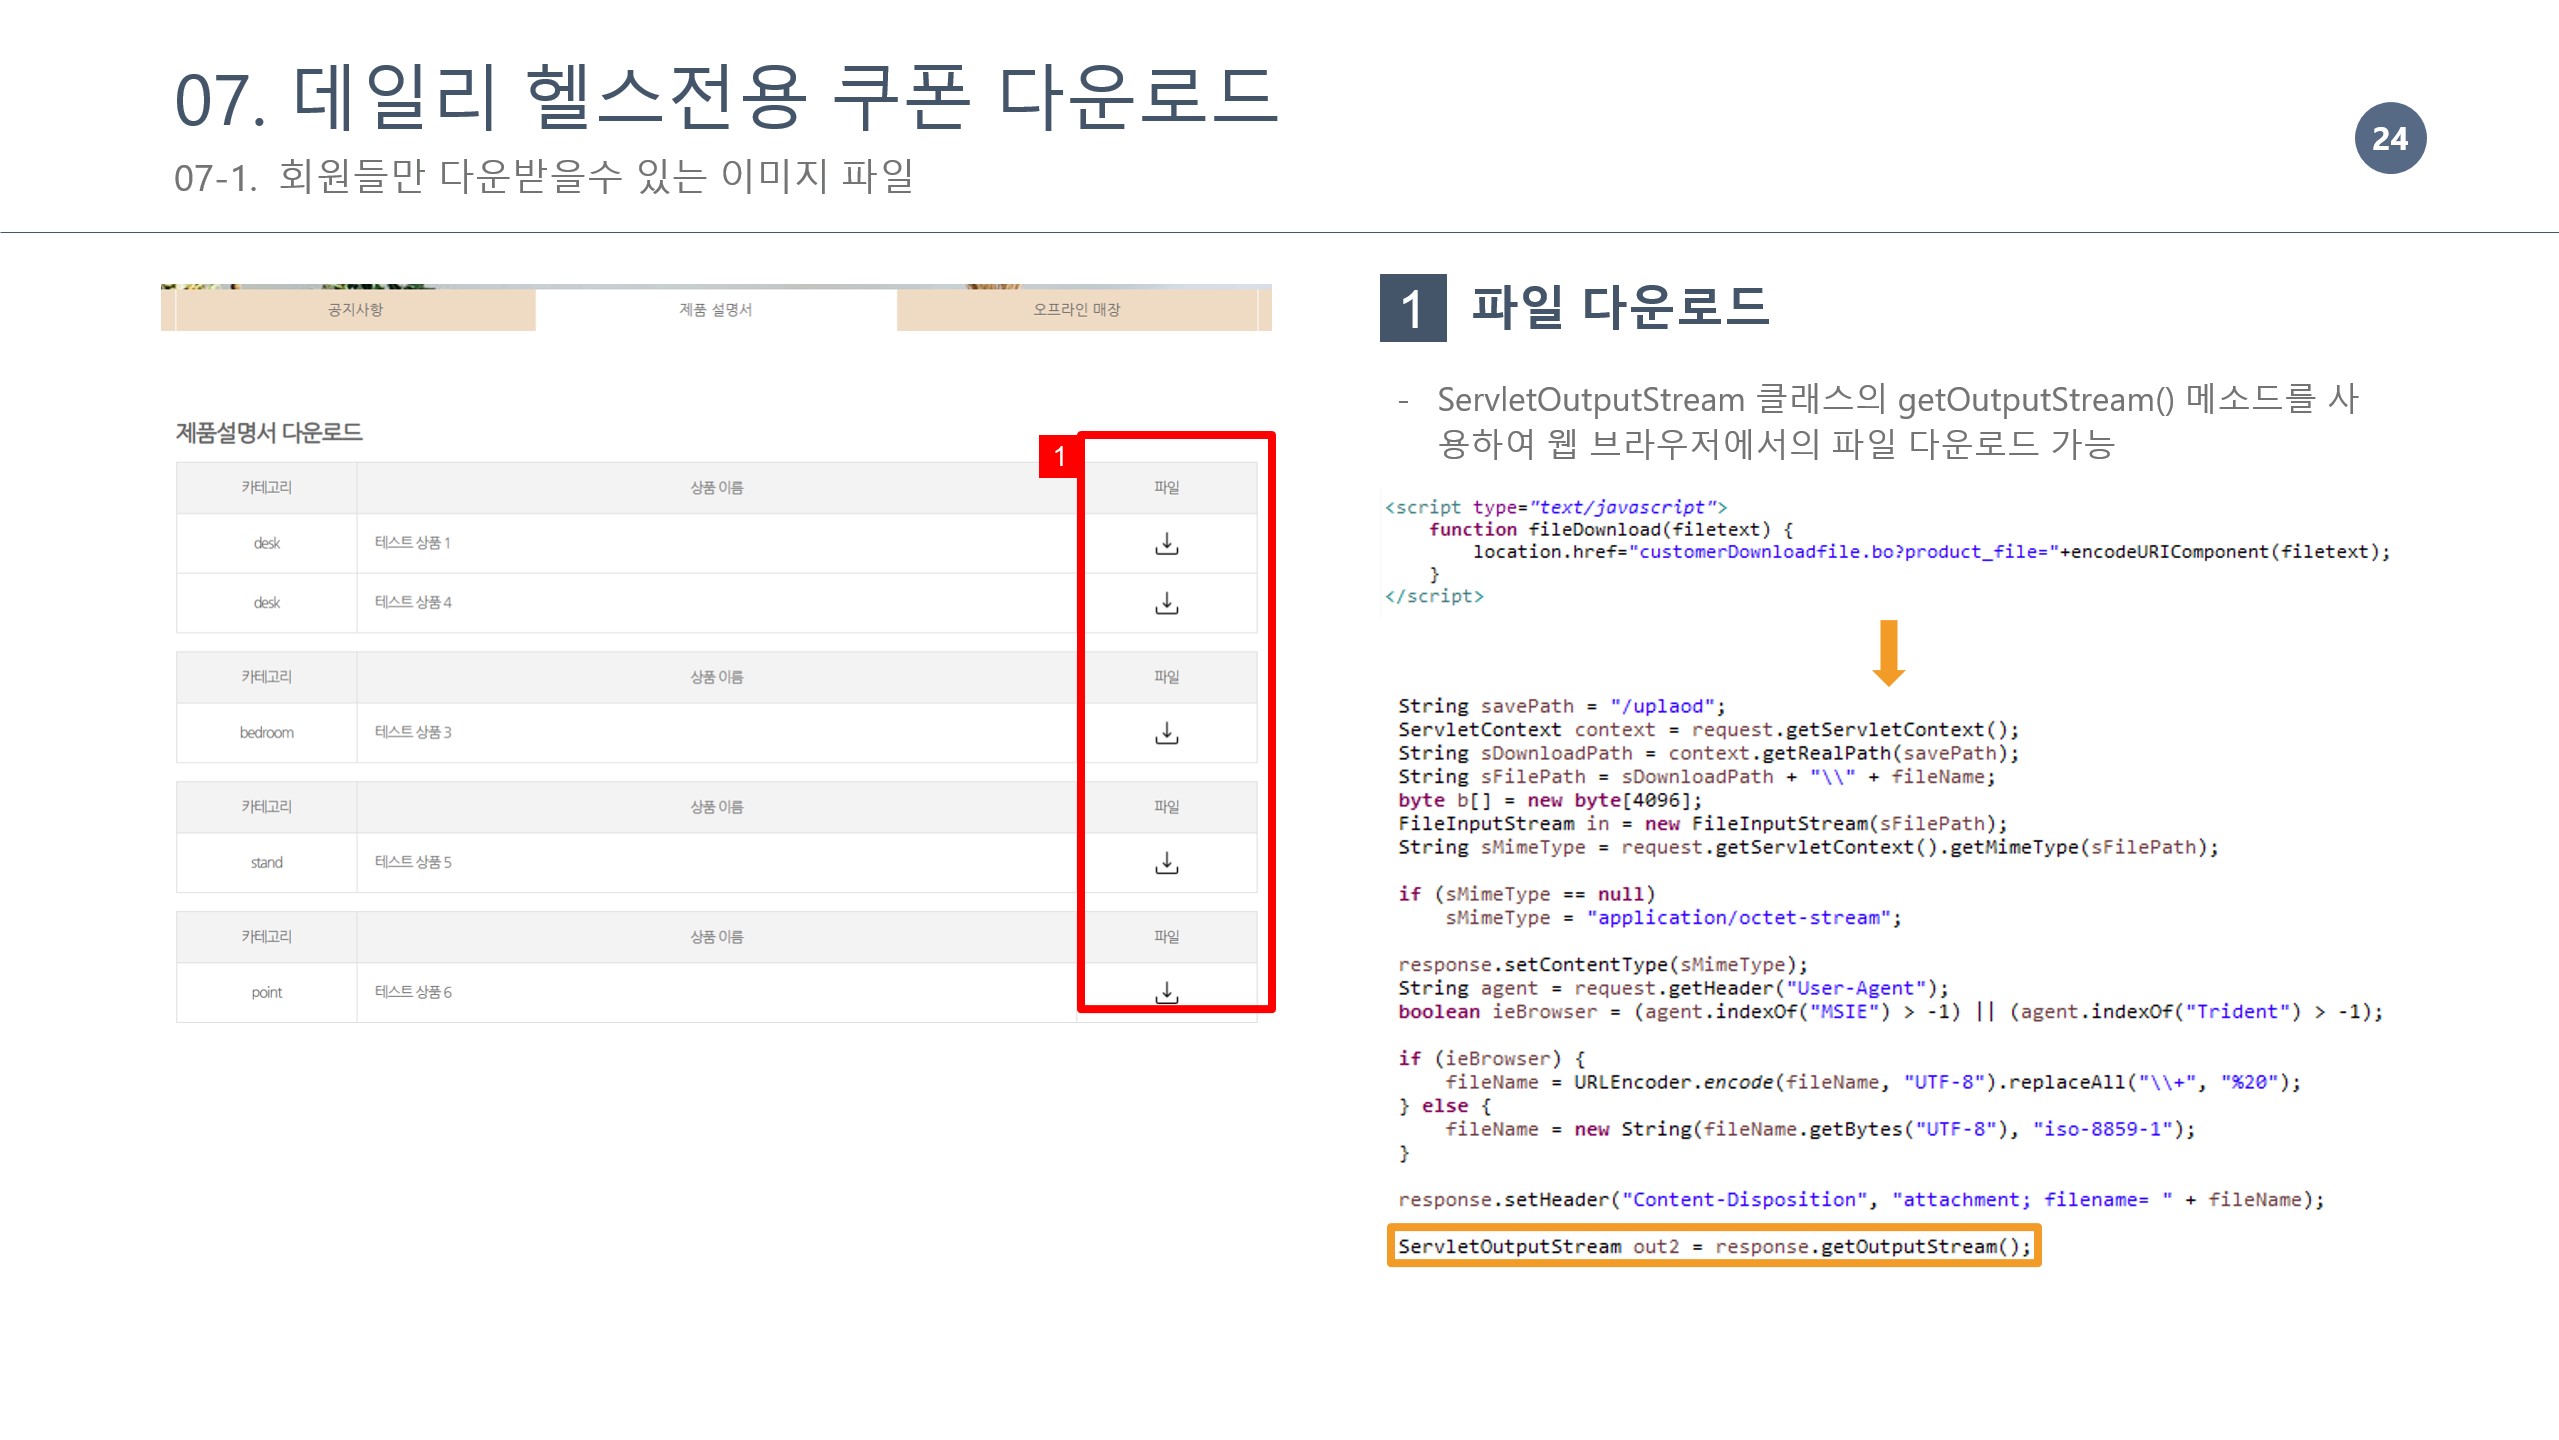 07. 데일리 헬스전용 쿠폰 다운로드
07-1. 회원들만 다운받을수 있는 이미지 파일
24
공지사항 제품 설명서 오프라인 매장
제품설명서 다운로드
1
카테고리 상품 이름 파일
desk 테스트 상품 1
desk 테스트 상품 4
카테고리 상품 이름 파일
bedroom 테스트 상품 3
카테고리 상품 이름 파일
stand 테스트 상품 5
카테고리 상품 이름 파일
point 테스트 상품 6
1 파일 다운로드
- ServletOutputStream 클래스의 getOutputStream() 메소드를 사
용하여 웹 브라우저에서의 파일 다운로드 가능
<script type="text/javascript">
function fileDownload(filetext) {
location.href="customerDownloadfile.bo?product_file="+encodeURIComponent(filetext);
}
</script>
String savePath = "/uplaod";
ServletContext context = request.getServletContext();
String sDownloadPath = context.getRealPath(savePath);
String sFilePath = sDownloadPath + "\\" + fileName;
byte b[] = new byte[4096];
FileInputStream in = new FileInputStream(sFilePath);
String sMimeType = request.getServletContext().getMimeType(sFilePath);
if (sMimeType == null)
sMimeType = "application/octet-stream";
response.setContentType(sMimeType);
String agent = request.getHeader("User-Agent");
boolean ieBrowser = (agent.indexOf("MSIE") > -1) || (agent.indexOf("Trident") > -1);
if (ieBrowser) {
fileName = URLEncoder.encode(fileName, "UTF-8").replaceAll("\\+", "%20");
} else {
fileName = new String(fileName.getBytes("UTF-8"), "iso-8859-1");
}
response.setHeader("Content-Disposition", "attachment; filename= " + fileName);
ServletOutputStream out2 = response.getOutputStream();